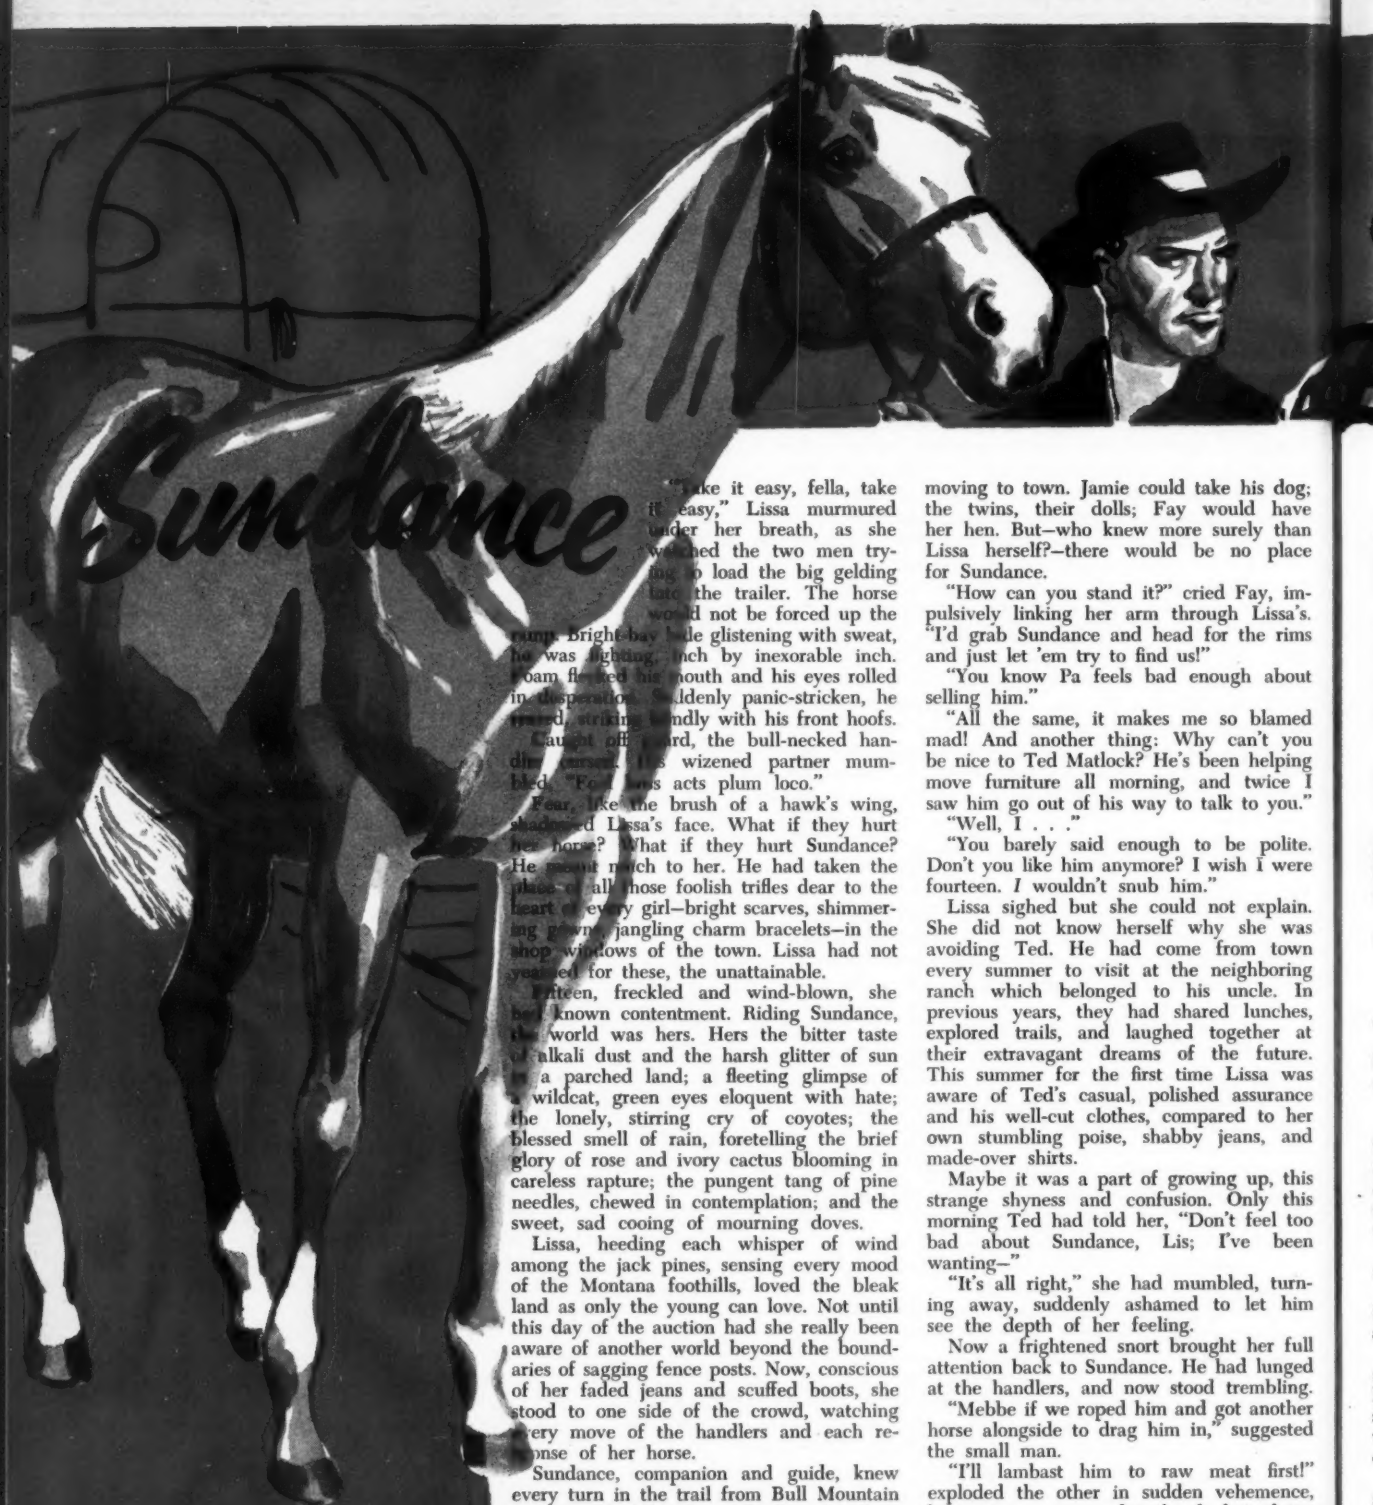 Sundance
"Take it easy, fella, take
it easy," Lissa murmured
under her breath, as she
watched the two men try-
ing to load the big gelding
into the trailer. The horse
would not be forced up the
ramp. Bright bay hide glistening with sweat,
he was fighting, inch by inexorable inch.
Foam flecked his mouth and his eyes rolled
in desperation. Suddenly panic-stricken, he
reared, striking blindly with his front hoofs.
Caught off guard, the bull-necked han-
dler cursed. His wizened partner mum-
bled, "Fool hoss acts plum loco."
Fear, like the brush of a hawk's wing,
shadowed Lissa's face. What if they hurt
her horse? What if they hurt Sundance?
He meant much to her. He had taken the
place of all those foolish trifles dear to the
heart of every girl—bright scarves, shimmer-
ing gowns, jangling charm bracelets—in the
shop windows of the town. Lissa had not
yearned for these, the unattainable.
Fifteen, freckled and wind-blown, she
had known contentment. Riding Sundance,
the world was hers. Hers the bitter taste
of alkali dust and the harsh glitter of sun
on a parched land; a fleeting glimpse of
a wildcat, green eyes eloquent with hate;
the lonely, stirring cry of coyotes; the
blessed smell of rain, foretelling the brief
glory of rose and ivory cactus blooming in
careless rapture; the pungent tang of pine
needles, chewed in contemplation; and the
sweet, sad cooing of mourning doves.
Lissa, heeding each whisper of wind
among the jack pines, sensing every mood
of the Montana foothills, loved the bleak
land as only the young can love. Not until
this day of the auction had she really been
aware of another world beyond the bound-
aries of sagging fence posts. Now, conscious
of her faded jeans and scuffed boots, she
stood to one side of the crowd, watching
every move of the handlers and each re-
sponse of her horse.
Sundance, companion and guide, knew
every turn in the trail from Bull Mountain
moving to town. Jamie could take his dog;
the twins, their dolls; Fay would have
her hen. But—who knew more surely than
Lissa herself?—there would be no place
for Sundance.
"How can you stand it?" cried Fay, im-
pulsively linking her arm through Lissa's.
"I'd grab Sundance and head for the rims
and just let 'em try to find us!"
"You know Pa feels bad enough about
selling him."
"All the same, it makes me so blamed
mad! And another thing: Why can't you
be nice to Ted Matlock? He's been helping
move furniture all morning, and twice I
saw him go out of his way to talk to you."
"Well, I . . ."
"You barely said enough to be polite.
Don't you like him anymore? I wish I were
fourteen. I wouldn't snub him."
Lissa sighed but she could not explain.
She did not know herself why she was
avoiding Ted. He had come from town
every summer to visit at the neighboring
ranch which belonged to his uncle. In
previous years, they had shared lunches,
explored trails, and laughed together at
their extravagant dreams of the future.
This summer for the first time Lissa was
aware of Ted's casual, polished assurance
and his well-cut clothes, compared to her
own stumbling poise, shabby jeans, and
made-over shirts.
Maybe it was a part of growing up, this
strange shyness and confusion. Only this
morning Ted had told her, "Don't feel too
bad about Sundance, Lis; I've been
wanting—"
"It's all right," she had mumbled, turn-
ing away, suddenly ashamed to let him
see the depth of her feeling.
Now a frightened snort brought her full
attention back to Sundance. He had lunged
at the handlers, and now stood trembling.
"Mebbe if we roped him and got another
horse alongside to drag him in," suggested
the small man.
"I'll lambast him to raw meat first!"
exploded the other in sudden vehemence,